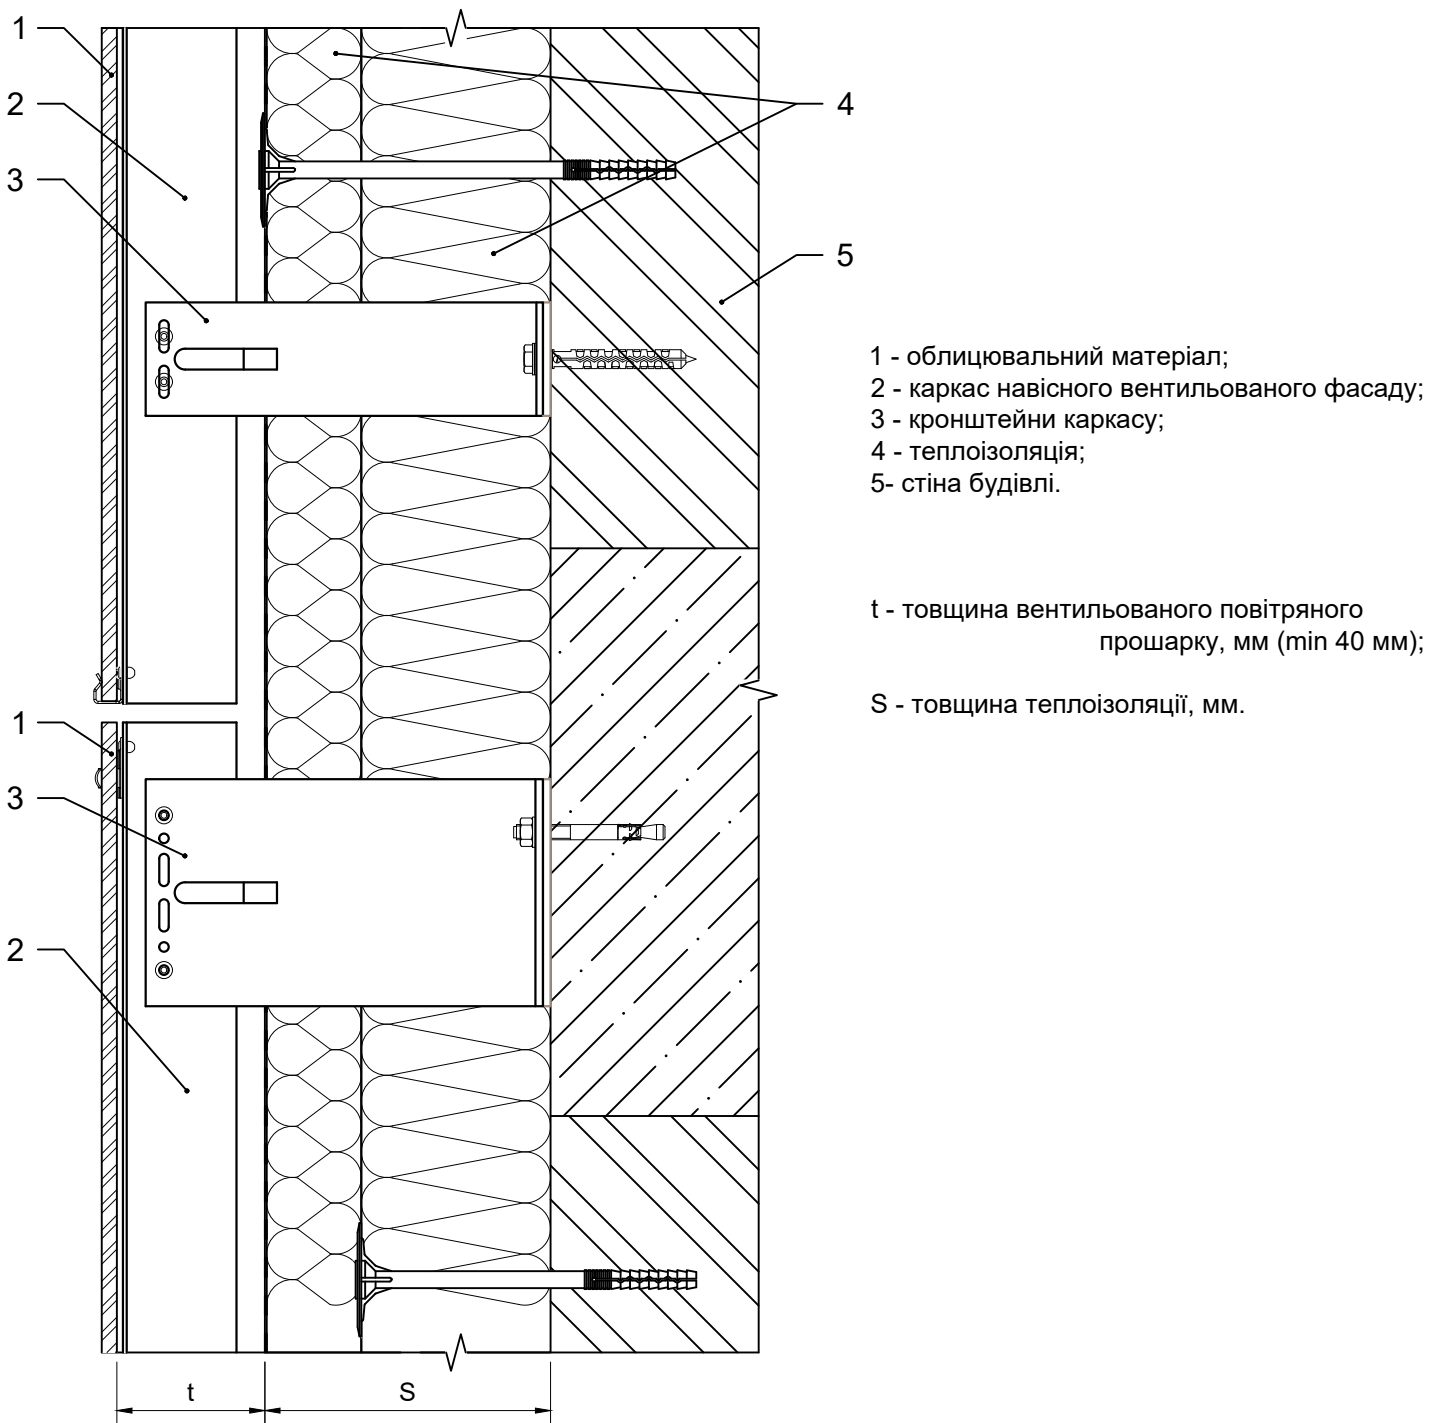 1
2
3
4
5
1 - облицювальний матеріал;
2 - каркас навісного вентильованого фасаду;
3 - кронштейни каркасу;
4 - теплоізоляція;
5- стіна будівлі.
t - товщина вентильованого повітряного
прошарку, мм (min 40 мм);
S - товщина теплоізоляції, мм.
1
3
2
t
S